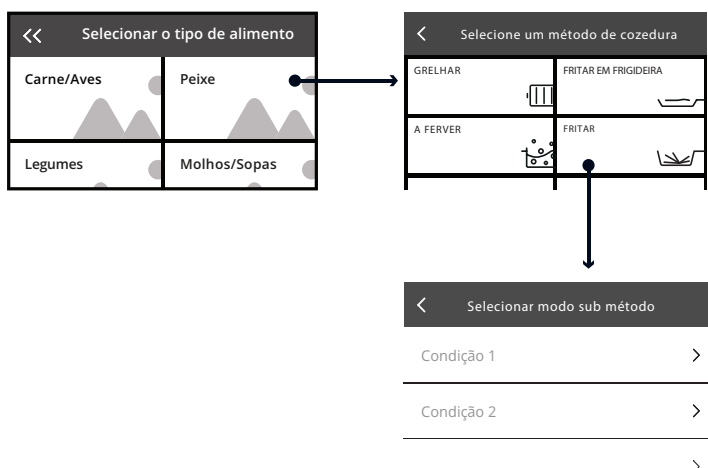 Selecionar o tipo de alimento
Carne/Aves
Peixe
Legumes
Molhos/Sopas
Selecione um método de cozedura
GRELHAR
FRITAR EM FRIGIDEIRA
A FERVER
FRITAR
Selecionar modo sub método
Condição 1
Condição 2